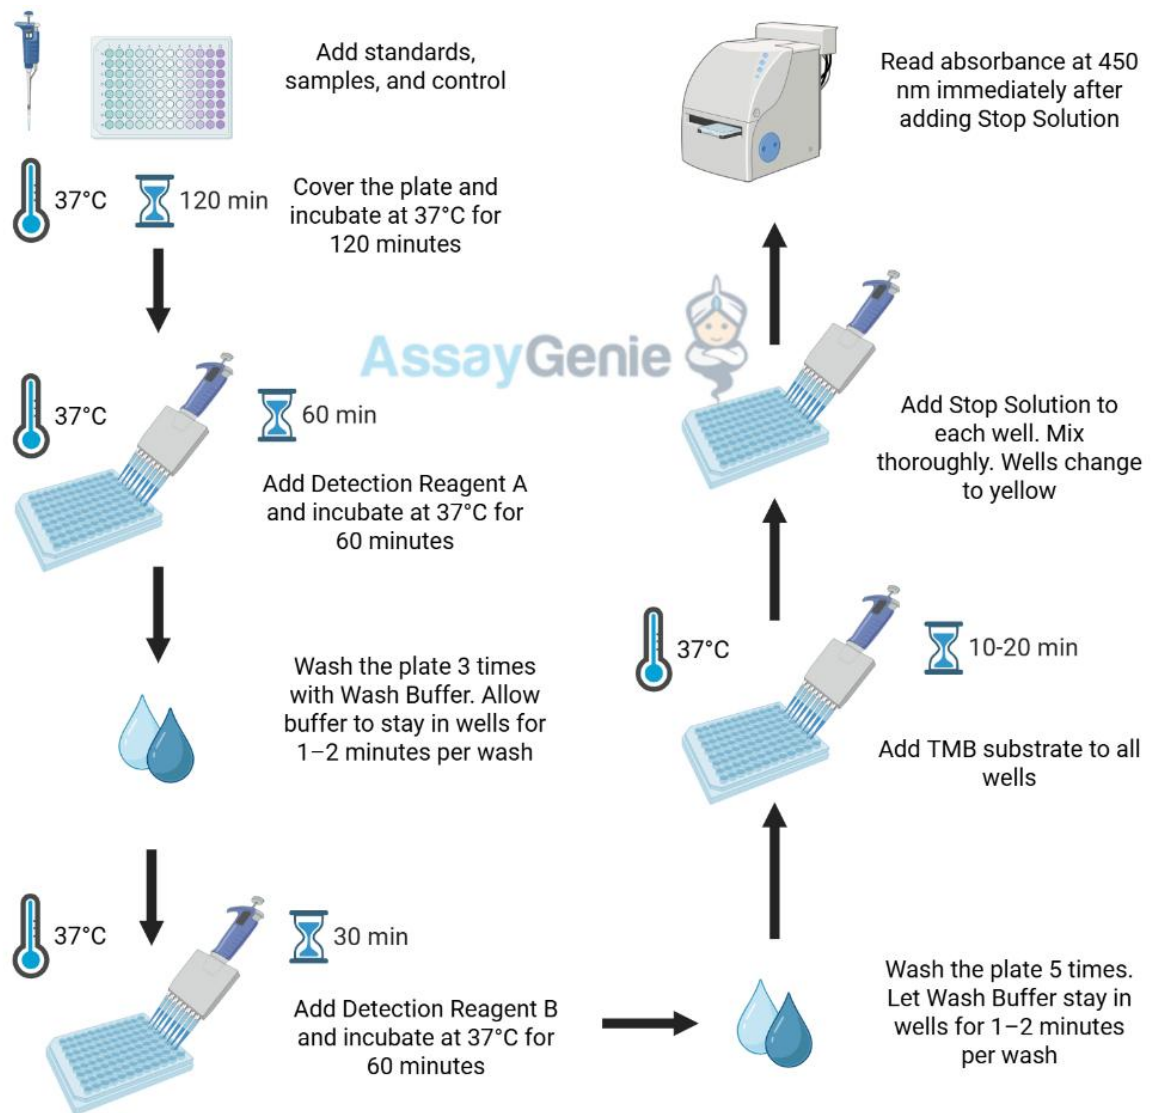 Add standards,
samples, and control
37°C
120 min
Cover the plate and
incubate at 37°C for
120 minutes
37°C
60 min
Add Detection Reagent A
and incubate at 37°C for
60 minutes
Wash the plate 3 times
with Wash Buffer. Allow
buffer to stay in wells for
1–2 minutes per wash
37°C
30 min
Add Detection Reagent B
and incubate at 37°C for
60 minutes
Wash the plate 5 times.
Let Wash Buffer stay in
wells for 1–2 minutes
per wash
37°C
10-20 min
Add TMB substrate to all
wells
Add Stop Solution to
each well. Mix
thoroughly. Wells change
to yellow
Read absorbance at 450
nm immediately after
adding Stop Solution
AssayGenie